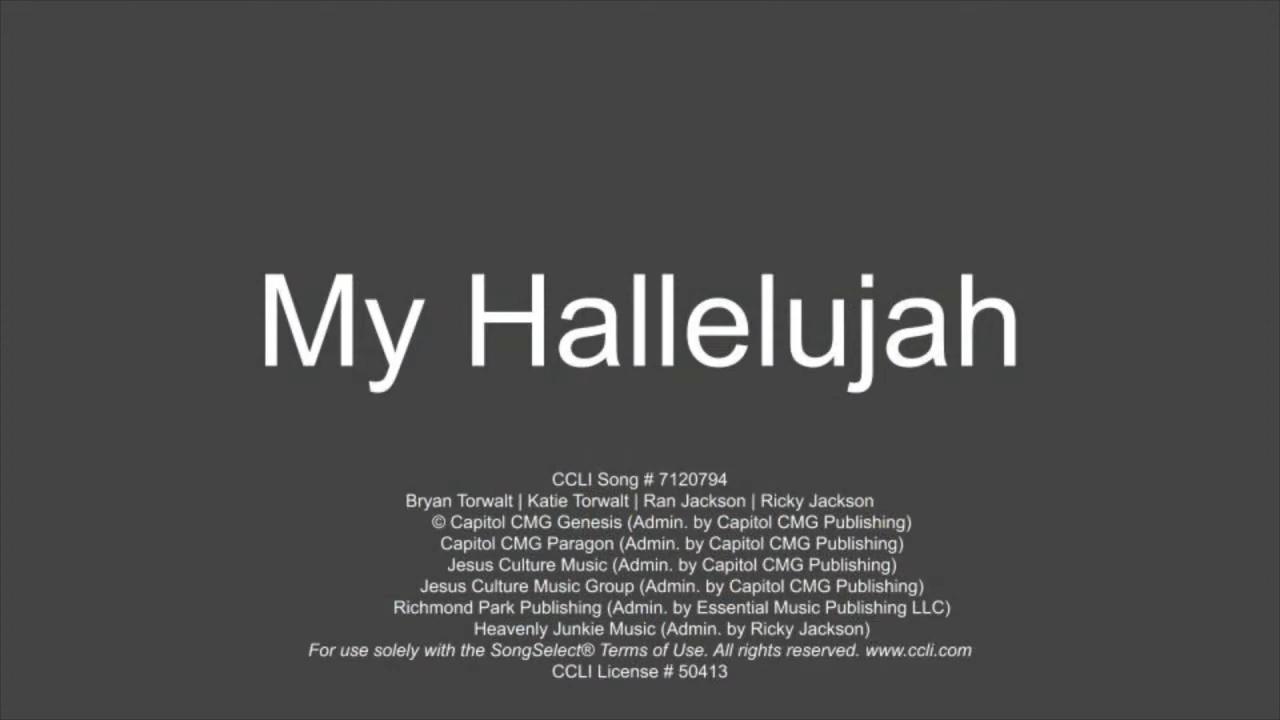 My Hallelujah
CCLI Song # 7120794
Bryan Torwalt | Katie Torwalt | Ran Jackson | Ricky Jackson
© Capitol CMG Genesis (Admin. by Capitol CMG Publishing)
Capitol CMG Paragon (Admin. by Capitol CMG Publishing)
Jesus Culture Music (Admin. by Capitol CMG Publishing)
Jesus Culture Music Group (Admin. by Capitol CMG Publishing)
Richmond Park Publishing (Admin. by Essential Music Publishing LLC)
Heavenly Junkie Music (Admin. by Ricky Jackson)
For use solely with the SongSelect® Terms of Use. All rights reserved. www.ccli.com
CCLI License # 50413